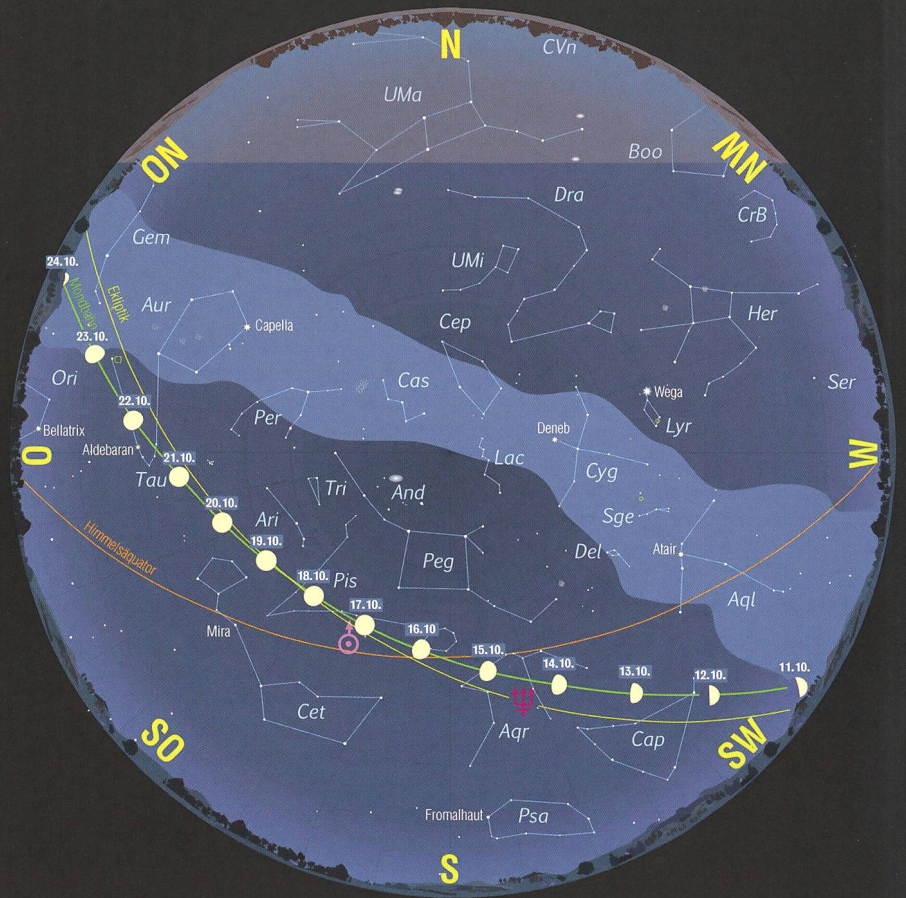 N
CVn
UMa
NO
NW
Boo
Dra
CrB
Gem
UMi
24.10.
Mondbahn
Ekliptik
Aur
Capella
Cep
Her
23.10.
Ori
Cas
Ser
Wega
22.10.
Per
Lyr
Bellatrix
Aldebaran
Deneb
O
W
21.10.
Lac
Cyg
Tau
Tri
And
20.10.
Ari
Sge
Himmelsäquator
19.10.
Del
Atair
Peg
18.10.
Pis
Aql
17.10.
Mira
16.10
15.10.
14.10.
13.10.
12.10.
11.10.
Cet
Aqr
Cap
SO
SW
Fromalhaut
Psa
S